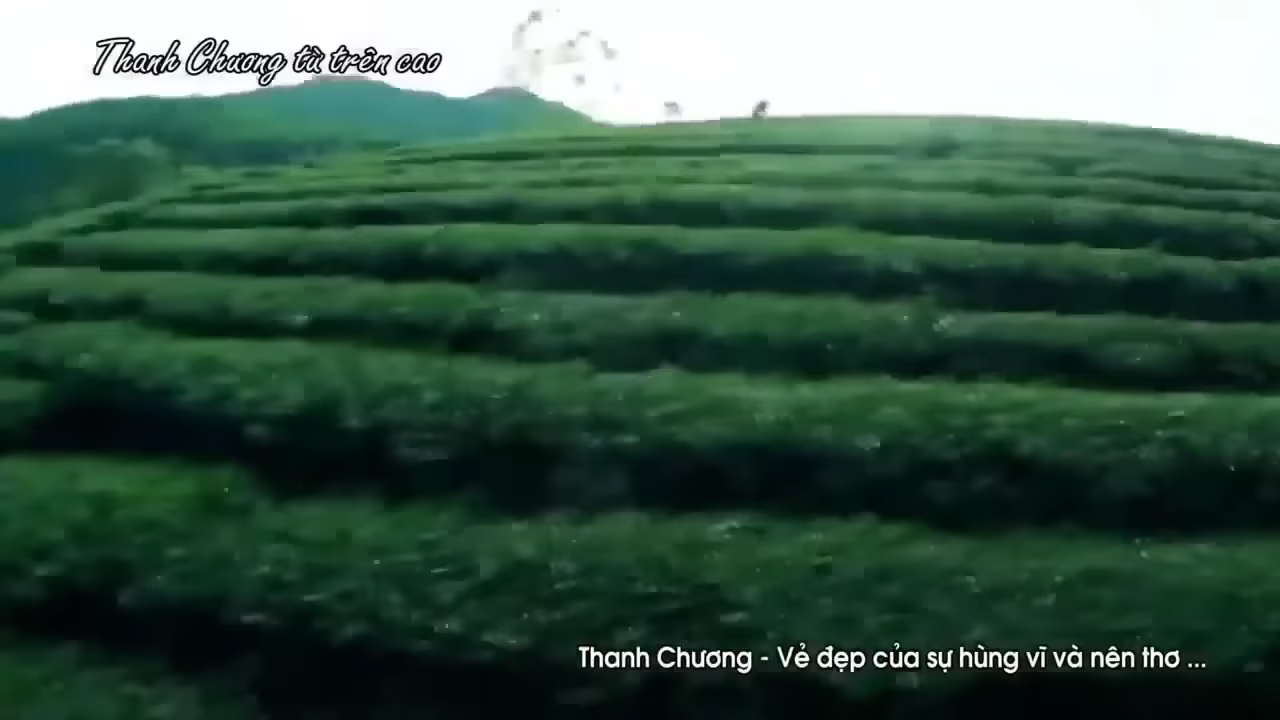 Thanh Chương từ trên cao
Thanh Chương - Vẻ đẹp của sự hùng vĩ và nên thơ ...